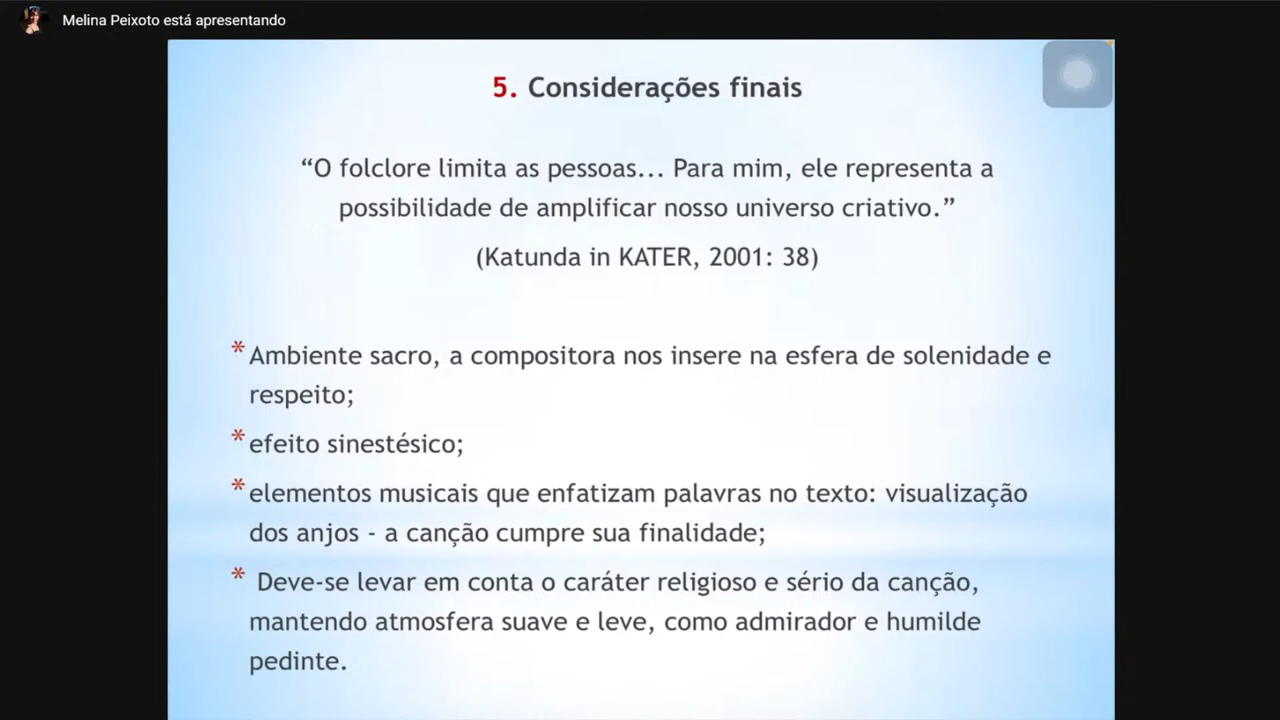 Melina Peixoto está apresentando
5. Considerações finais
“O folclore limita as pessoas... Para mim, ele representa a
possibilidade de amplificar nosso universo criativo.”
(Katunda in KATER, 2001: 38)
* Ambiente sacro, a compositora nos insere na esfera de solenidade e
respeito;
* efeito sinestésico;
* elementos musicais que enfatizam palavras no texto: visualização
dos anjos - a canção cumpre sua finalidade;
* Deve-se levar em conta o caráter religioso e sério da canção,
mantendo atmosfera suave e leve, como admirador e humilde
pedinte.